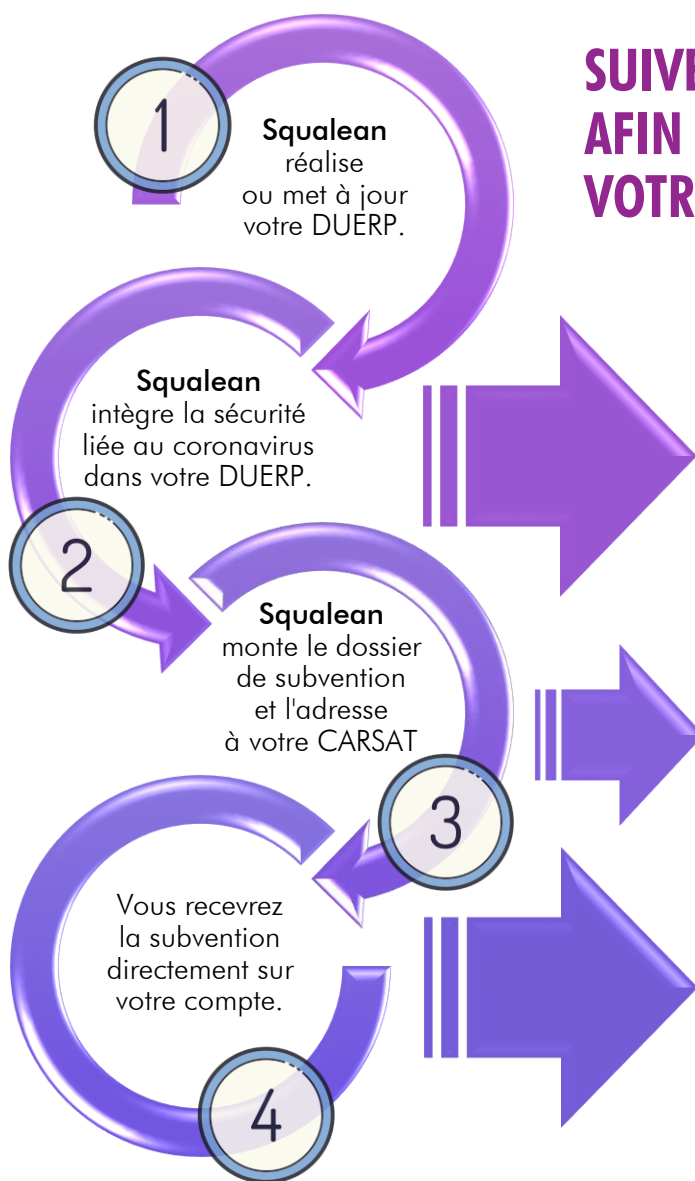 1
Squalean
réalise
ou met à jour
votre DUERP.
AFIN
Squalean
intègre la sécurité
liée au coronavirus
dans votre DUERP.
2
Squalean
monte le dossier
de subvention
et l'adresse
à votre CARSAT
3
Vous recevrez
la subvention
directement sur
votre compte.
4